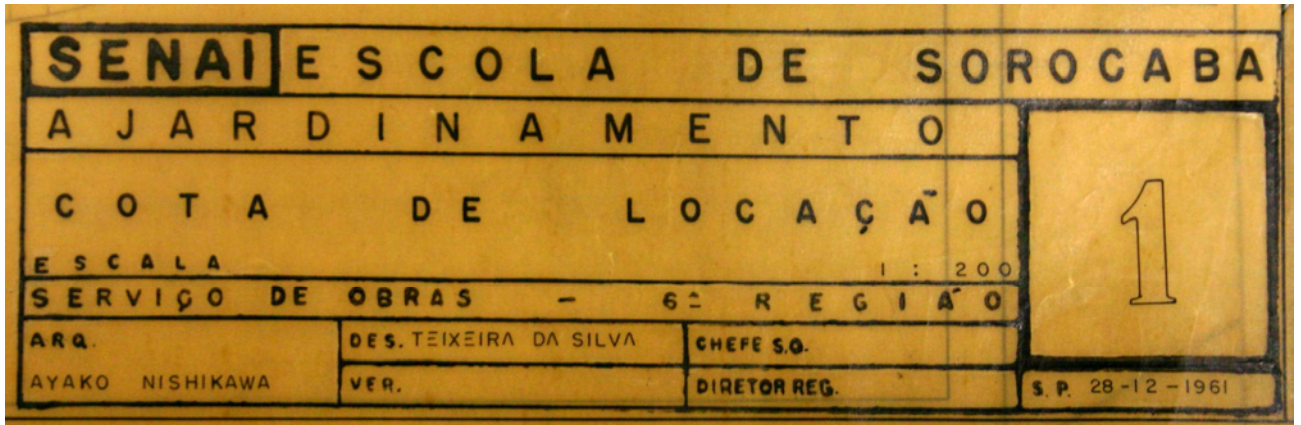 SENAI ESCOLA DE SOROCABA
AJARDINAMENTO
COTA DE LOCAÇÃO
ESCALA 1:200
1
SERVIÇO DE OBRAS - 6ª REGIÃO
ARQ.
AYAKO NISHIKAWA
DES. TEIXEIRA DA SILVA
VER.
CHEFE S.O.
DIRETOR REG.
S. P. 28-12-1961